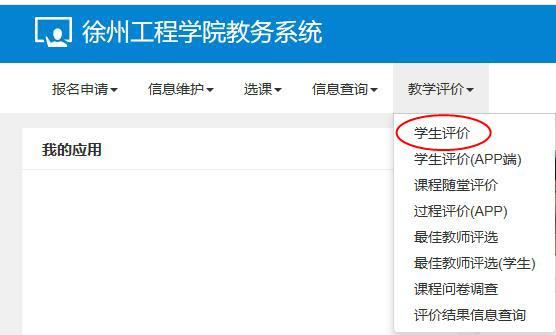 徐州工程学院教务系统
报名申请 信息维护 选课 信息查询 教学评价
我的应用
学生评价
学生评价(APP端)
课程随堂评价
过程评价(APP)
最佳教师评选
最佳教师评选(学生)
课程问卷调查
评价结果信息查询